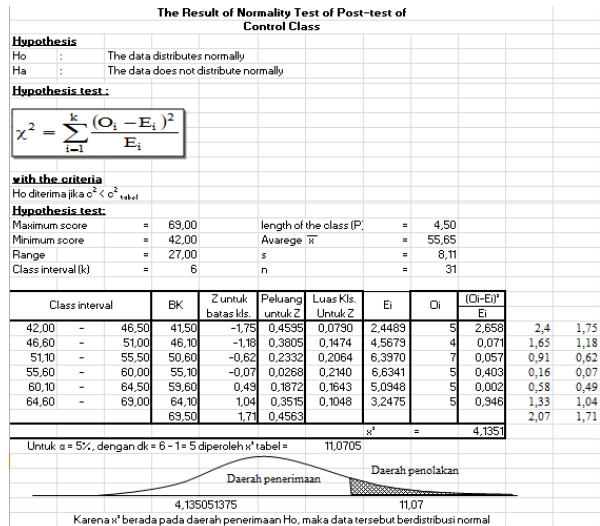 The Result of Normality Test of Post-test of
Control Class
Hypothesis
Ho : The data distributes normally
Ha : The data does not distribute normally
Hypothesis test :
χ² = k ∑ i=1 (Oi − Ei)² / Ei
with the criteria
Ho diterima jika c² < c² tabel
Hypothesis test:
Maximum score = 69,00 length of the class (P) = 4,50
Minimum score = 42,00 Avarege x̄ = 55,65
Range = 27,00 s = 8,11
Class interval (k) = 6 n = 31
Class interval BK Z untuk batas kls. Peluang untuk Z Luas Kls. Untuk Z Ei Oi (Oi-Ei)² Ei
42,00 - 46,50 41,50 -1,75 0,4595 0,0790 2,4489 5 2,658 2,4 1,75
46,60 - 51,00 46,10 -1,18 0,3805 0,1474 4,5679 4 0,071 1,65 1,18
51,10 - 55,50 50,60 -0,62 0,2332 0,2064 6,3970 7 0,057 0,91 0,62
55,60 - 60,00 55,10 -0,07 0,0268 0,2140 6,6341 5 0,403 0,16 0,07
60,10 - 64,50 59,60 0,49 0,1872 0,1643 5,0948 5 0,002 0,58 0,49
64,60 - 69,00 64,10 1,04 0,3515 0,1048 3,2475 5 0,946 1,33 1,04
69,50 1,71 0,4563 2,07 1,71
x² = 4,1351
Untuk α = 5%, dengan dk = 6 - 1 = 5 diperoleh x² tabel = 11,0705
Daerah penerimaan Daerah penolakan
4,135051375 11,07
Karena x² berada pada daerah penerimaan Ho, maka data tersebut berdistribusi normal